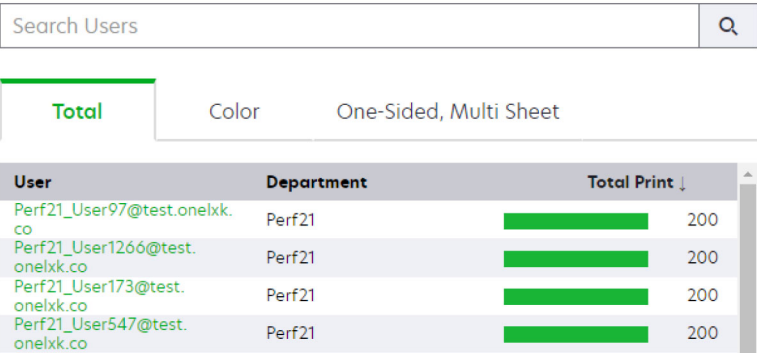 Search Users
Total Color One-Sided, Multi Sheet
User Department Total Print ↓
Perf21_User97@test.onelxk.
co
Perf21 200
Perf21_User1266@test.
onelxk.co
Perf21 200
Perf21_User173@test.
onelxk.co
Perf21 200
Perf21_User547@test.
onelxk.co
Perf21 200